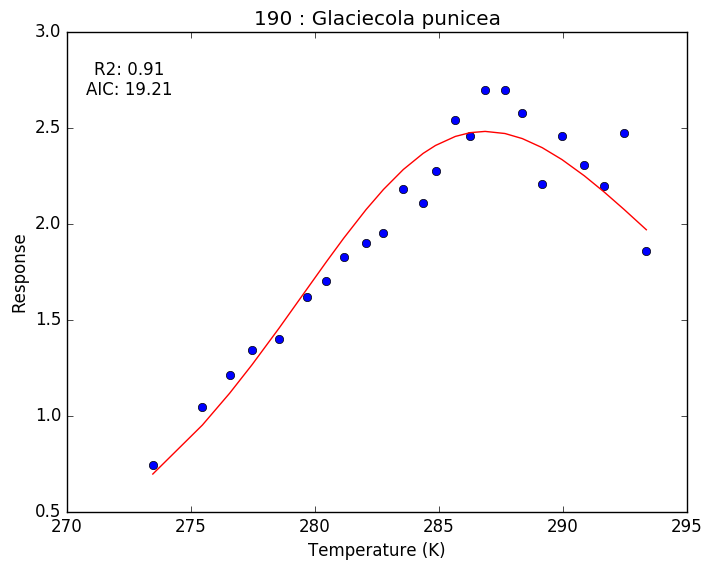 190 : Glaciecola punicea
R2: 0.91
AIC: 19.21
3.0
2.5
2.0
1.5
1.0
0.5
Response
270
275
280
285
290
295
Temperature (K)